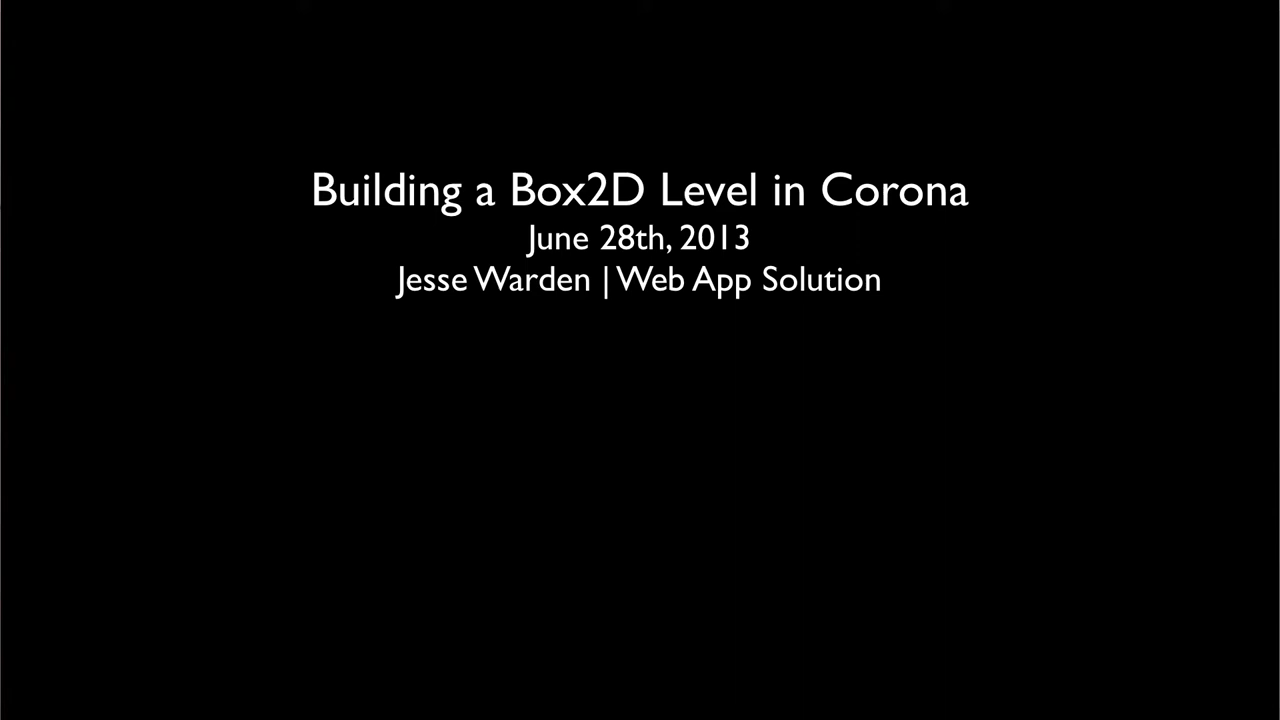 Building a Box2D Level in Corona
June 28th, 2013
Jesse Warden | Web App Solution